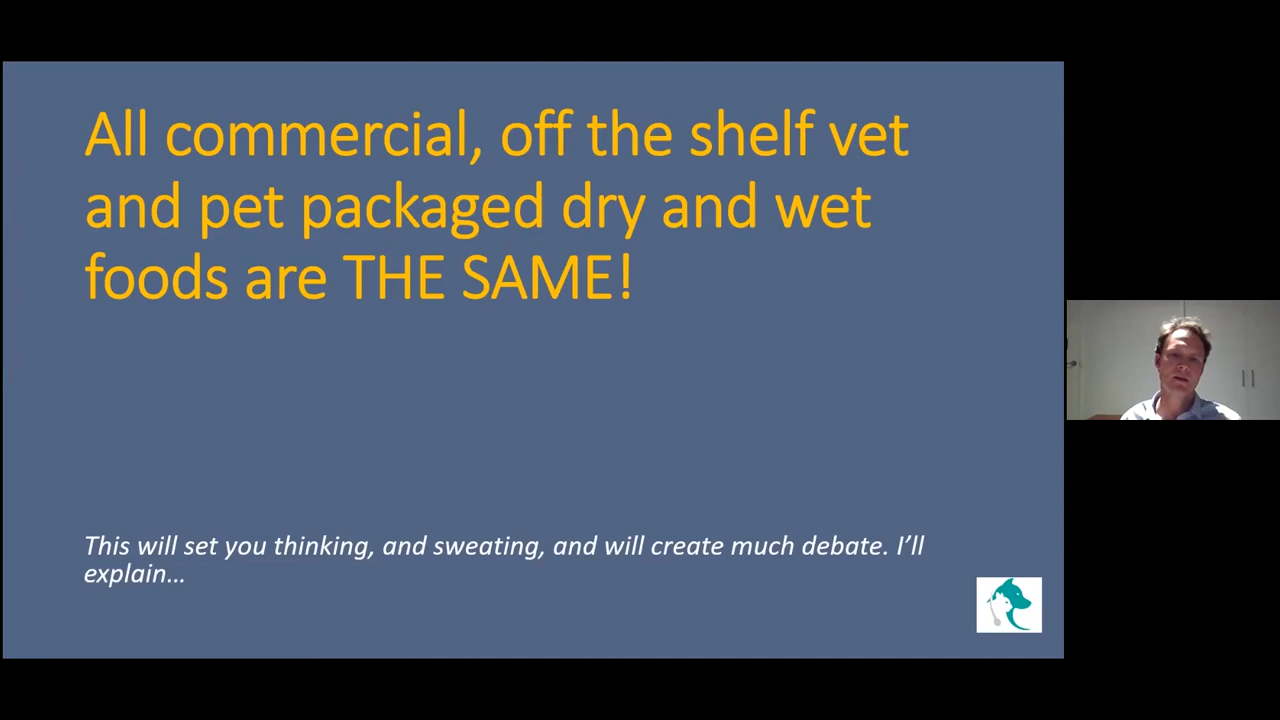 All commercial, off the shelf vet
and pet packaged dry and wet
foods are THE SAME!
This will set you thinking, and sweating, and will create much debate. I’ll
explain…